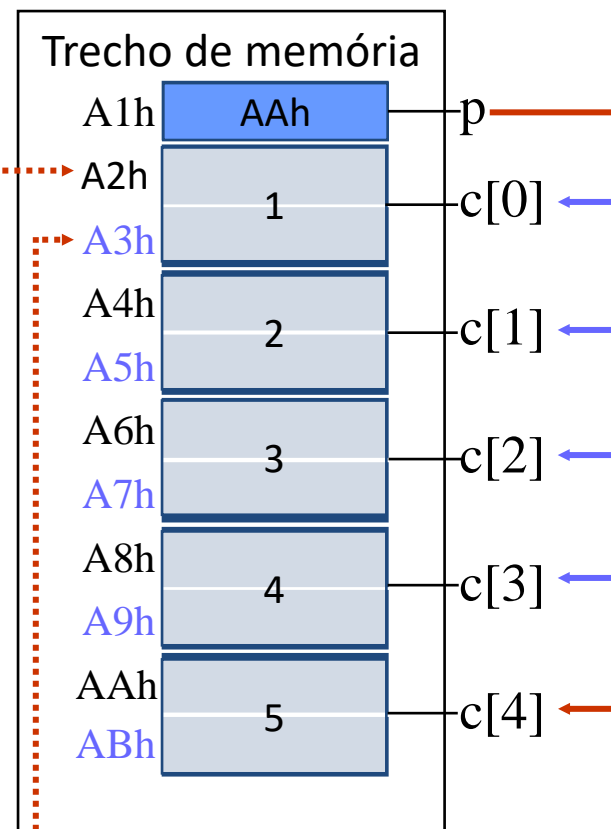 Trecho de memória
A1h AAh p
A2h
1 c[0]
A3h
A4h
2 c[1]
A5h
A6h
3 c[2]
A7h
A8h
4 c[3]
A9h
AAh
5 c[4]
ABh